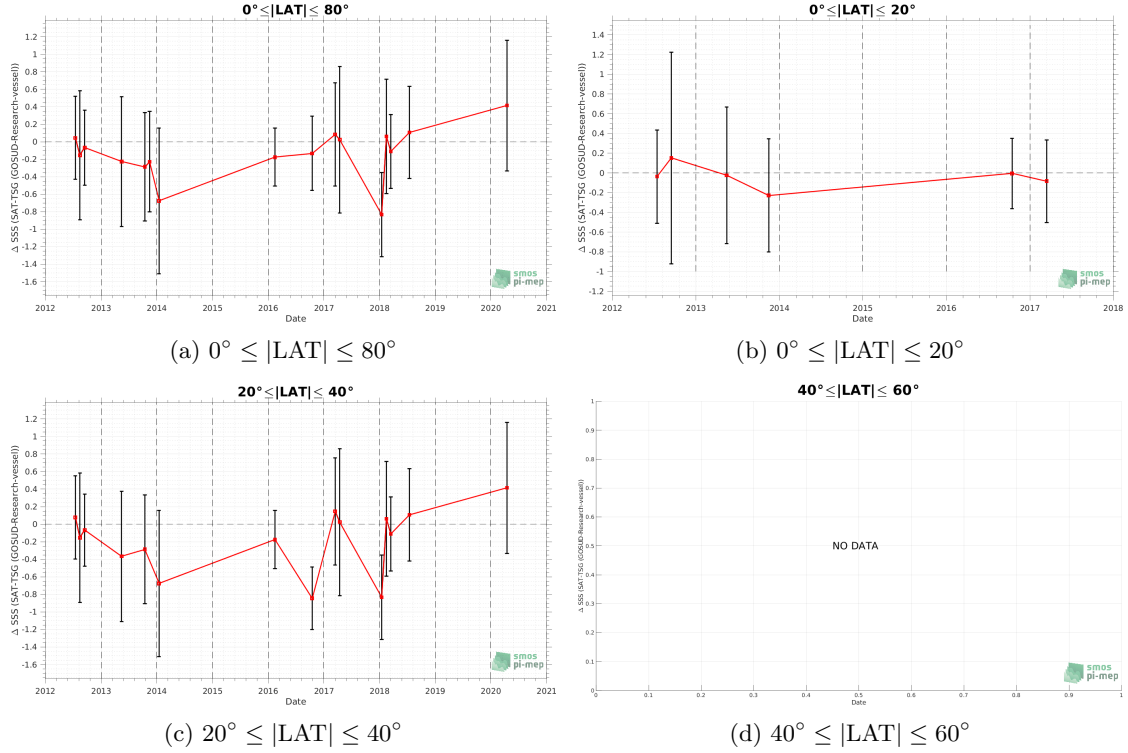 0°≤|LAT|≤ 80°
Δ SSS (SAT-TSG (GOSUD-Research-vessel))
1.2
1
0.8
0.6
0.4
0.2
0
-0.2
-0.4
-0.6
-0.8
-1
-1.2
-1.4
-1.6
2012 2013 2014 2015 2016 2017 2018 2019 2020 2021
Date
smos
pi-mep
(a) 0° ≤ |LAT| ≤ 80°
0°≤|LAT|≤ 20°
Δ SSS (SAT-TSG (GOSUD-Research-vessel))
1.4
1.2
1
0.8
0.6
0.4
0.2
0
-0.2
-0.4
-0.6
-0.8
-1
-1.2
2012 2013 2014 2015 2016 2017 2018
Date
smos
pi-mep
(b) 0° ≤ |LAT| ≤ 20°
20°≤|LAT|≤ 40°
Δ SSS (SAT-TSG (GOSUD-Research-vessel))
1.2
1
0.8
0.6
0.4
0.2
0
-0.2
-0.4
-0.6
-0.8
-1
-1.2
-1.4
-1.6
2012 2013 2014 2015 2016 2017 2018 2019 2020 2021
Date
smos
pi-mep
(c) 20° ≤ |LAT| ≤ 40°
40°≤|LAT|≤ 60°
Δ SSS (SAT-TSG (GOSUD-Research-vessel))
1
0.9
0.8
0.7
0.6
0.5
0.4
0.3
0.2
0.1
0
NO DATA
0 0.1 0.2 0.3 0.4 0.5 0.6 0.7 0.8 0.9 1
Date
smos
pi-mep
(d) 40° ≤ |LAT| ≤ 60°